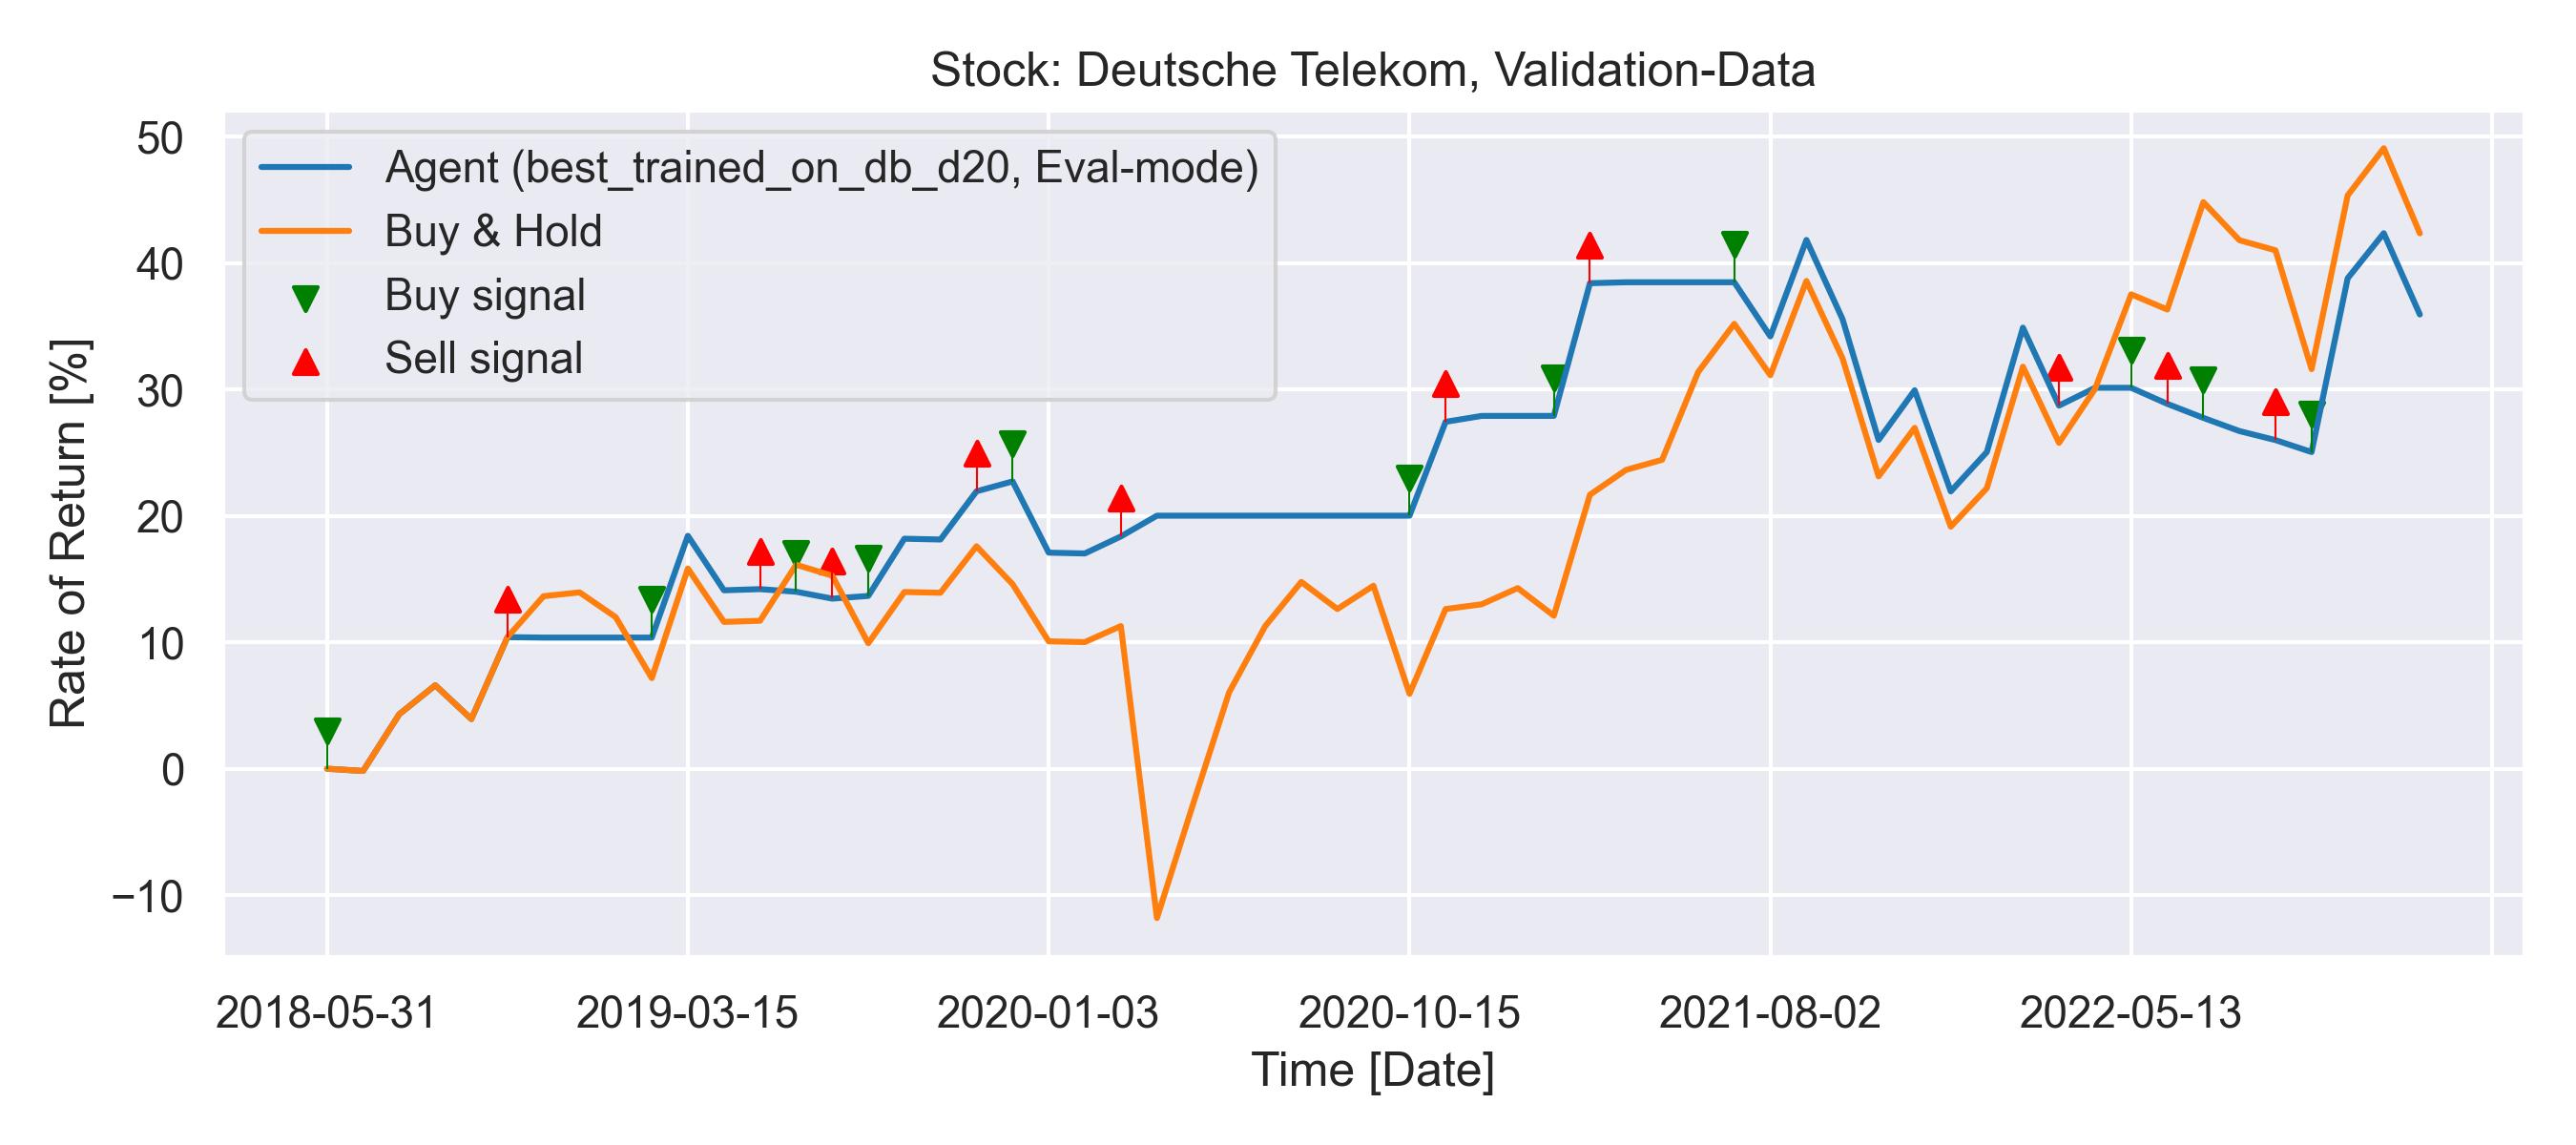 Stock: Deutsche Telekom, Validation-Data
Agent (best_trained_on_db_d20, Eval-mode)
Buy & Hold
Buy signal
Sell signal
Rate of Return [%]
50
40
30
20
10
0
−10
2018-05-31
2019-03-15
2020-01-03
2020-10-15
2021-08-02
2022-05-13
Time [Date]